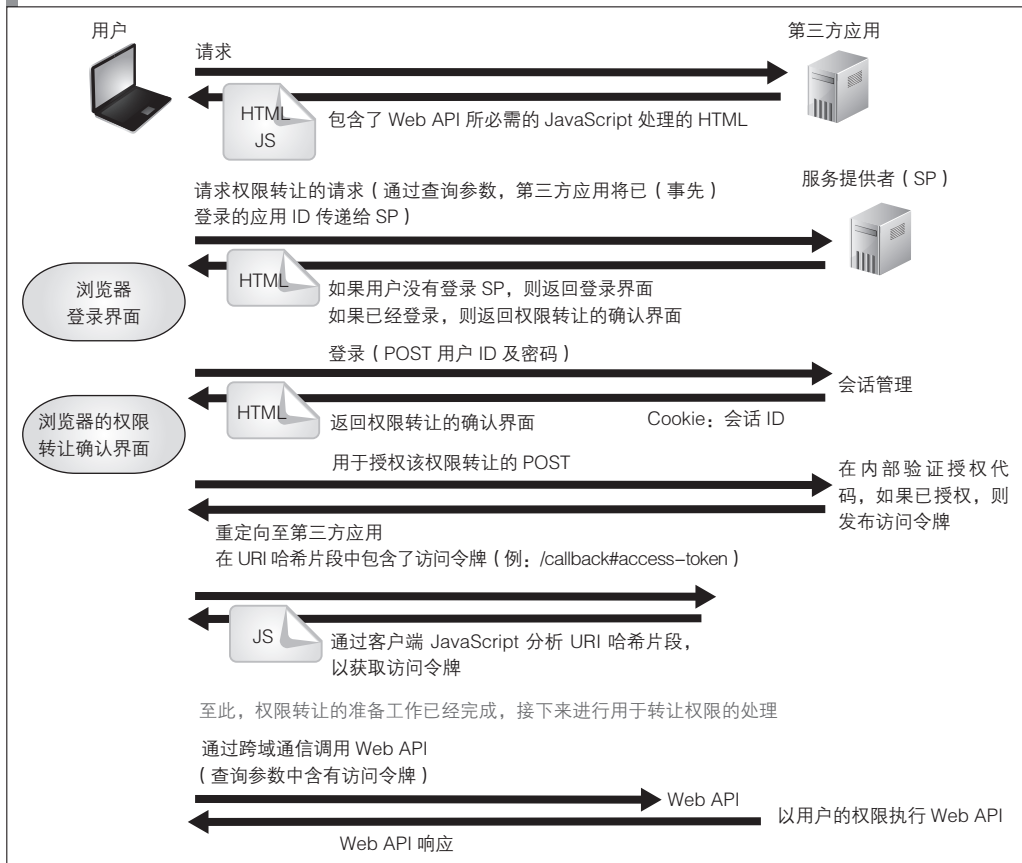 用户
第三方应用
请求
HTML
JS
包含了 Web API 所必需的 JavaScript 处理的 HTML
服务提供者（SP）
请求权限转让的请求（通过查询参数，第三方应用将已（事先）
登录的应用 ID 传递给 SP）
浏览器
登录界面
HTML
如果用户没有登录 SP，则返回登录界面
如果已经登录，则返回权限转让的确认界面
登录（POST 用户 ID 及密码）
会话管理
浏览器的权限
转让确认界面
HTML
返回权限转让的确认界面
Cookie：会话 ID
用于授权该权限转让的 POST
在内部验证授权代
码，如果已授权，则
发布访问令牌
重定向至第三方应用
在 URI 哈希片段中包含了访问令牌（例：/callback#access-token）
JS
通过客户端 JavaScript 分析 URI 哈希片段，
以获取访问令牌
至此，权限转让的准备工作已经完成，接下来进行用于转让权限的处理
通过跨域通信调用 Web API
（查询参数中含有访问令牌）
Web API
以用户的权限执行 Web API
Web API 响应